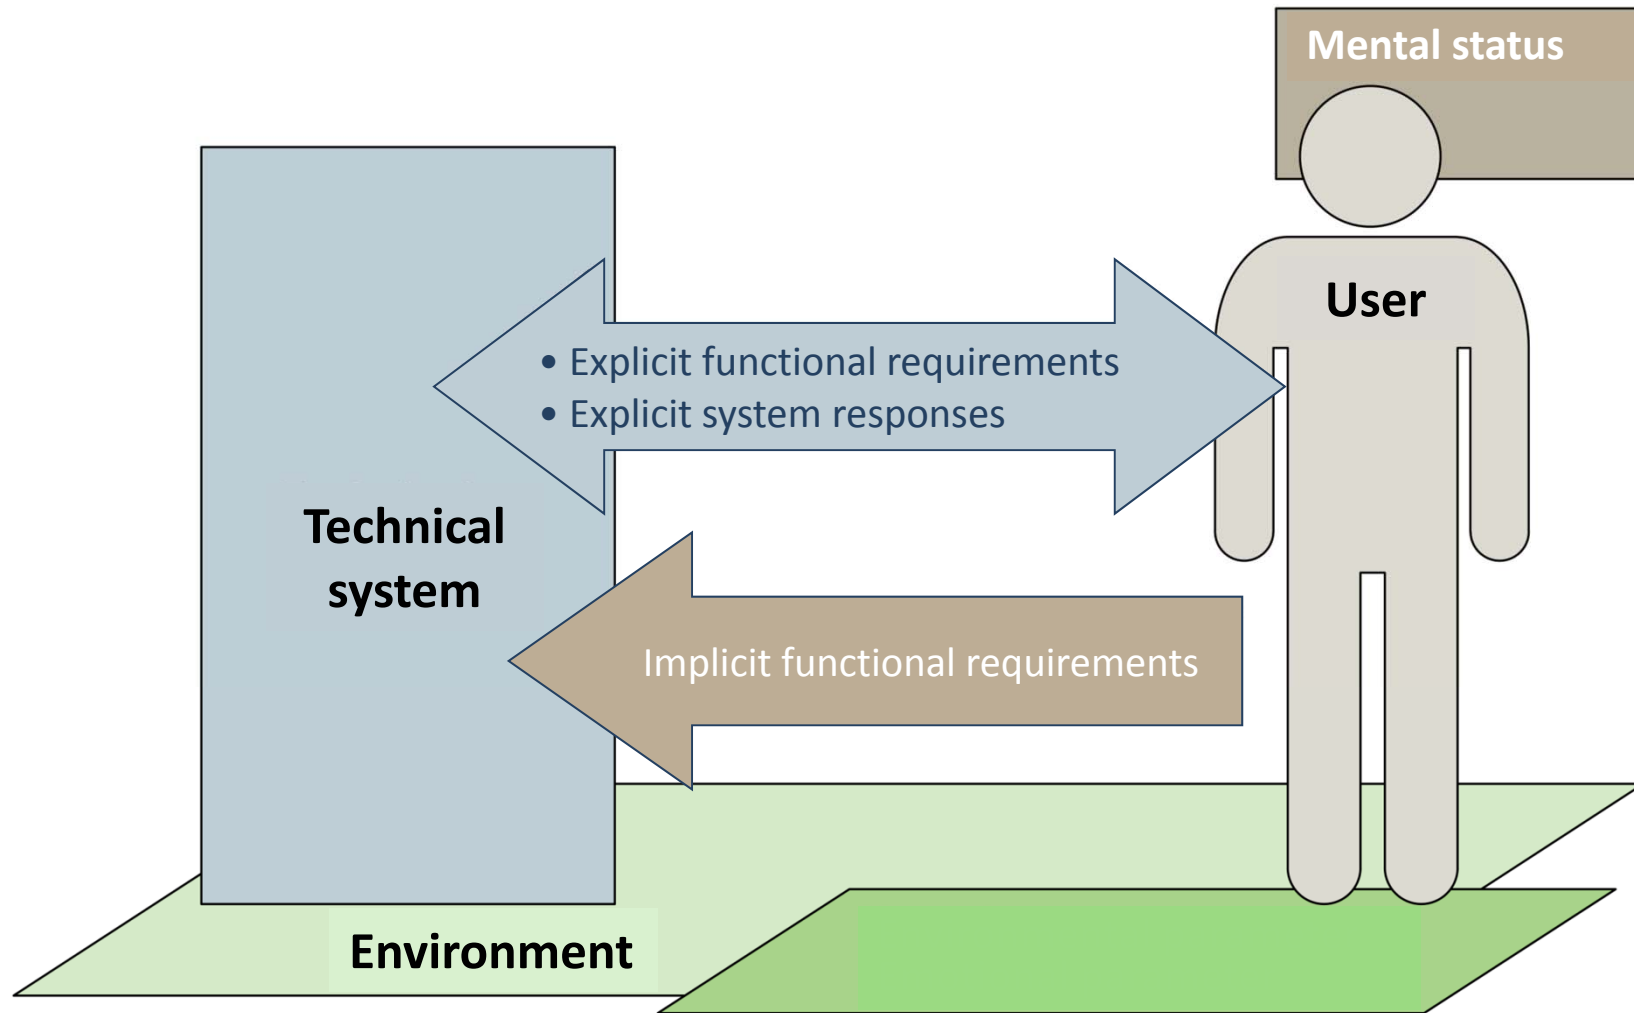 Mental status
User
• Explicit functional requirements
• Explicit system responses
Technical
system
Implicit functional requirements
Environment